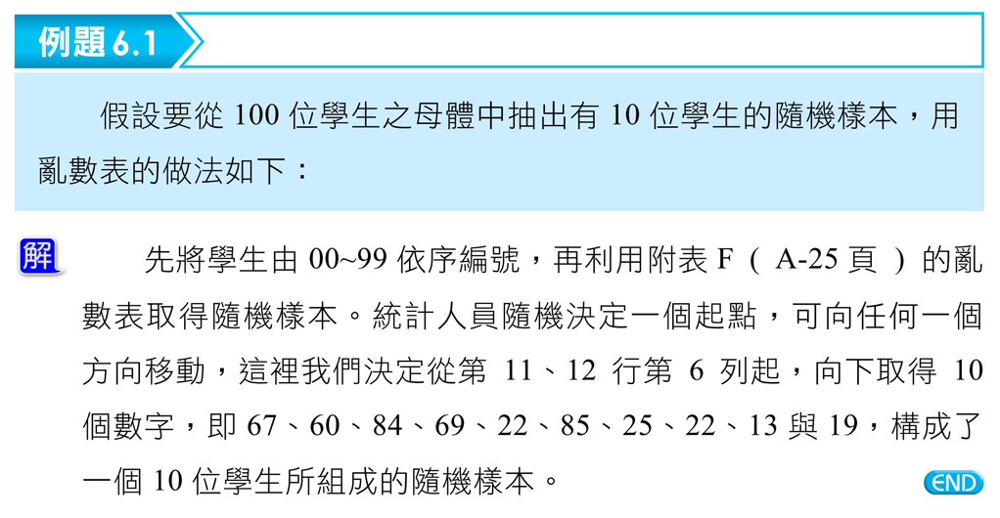 例題 6.1
假設要從 100 位學生之母體中抽出有 10 位學生的隨機樣本，用
亂數表的做法如下：
解
先將學生由 00~99 依序編號，再利用附表 F ( A-25 頁 ) 的亂
數表取得隨機樣本。統計人員隨機決定一個起點，可向任何一個
方向移動，這裡我們決定從第 11、12 行第 6 列起，向下取得 10
個數字，即 67、60、84、69、22、85、25、22、13 與 19，構成了
一個 10 位學生所組成的隨機樣本。
END